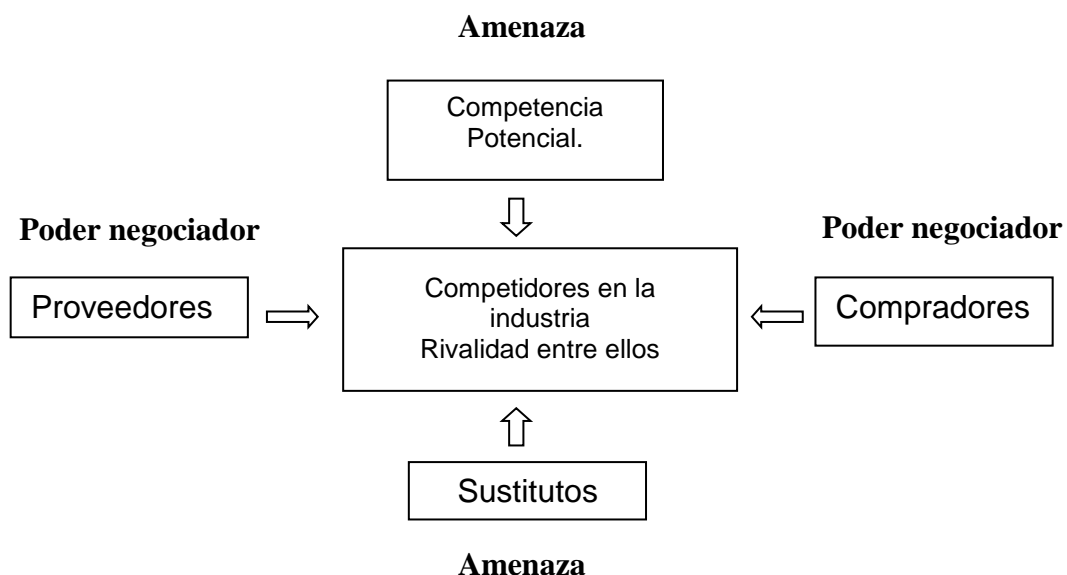 Amenaza
Competencia
Potencial.
Poder negociador
Poder negociador
Proveedores
Competidores en la
industria
Rivalidad entre ellos
Compradores
Sustitutos
Amenaza